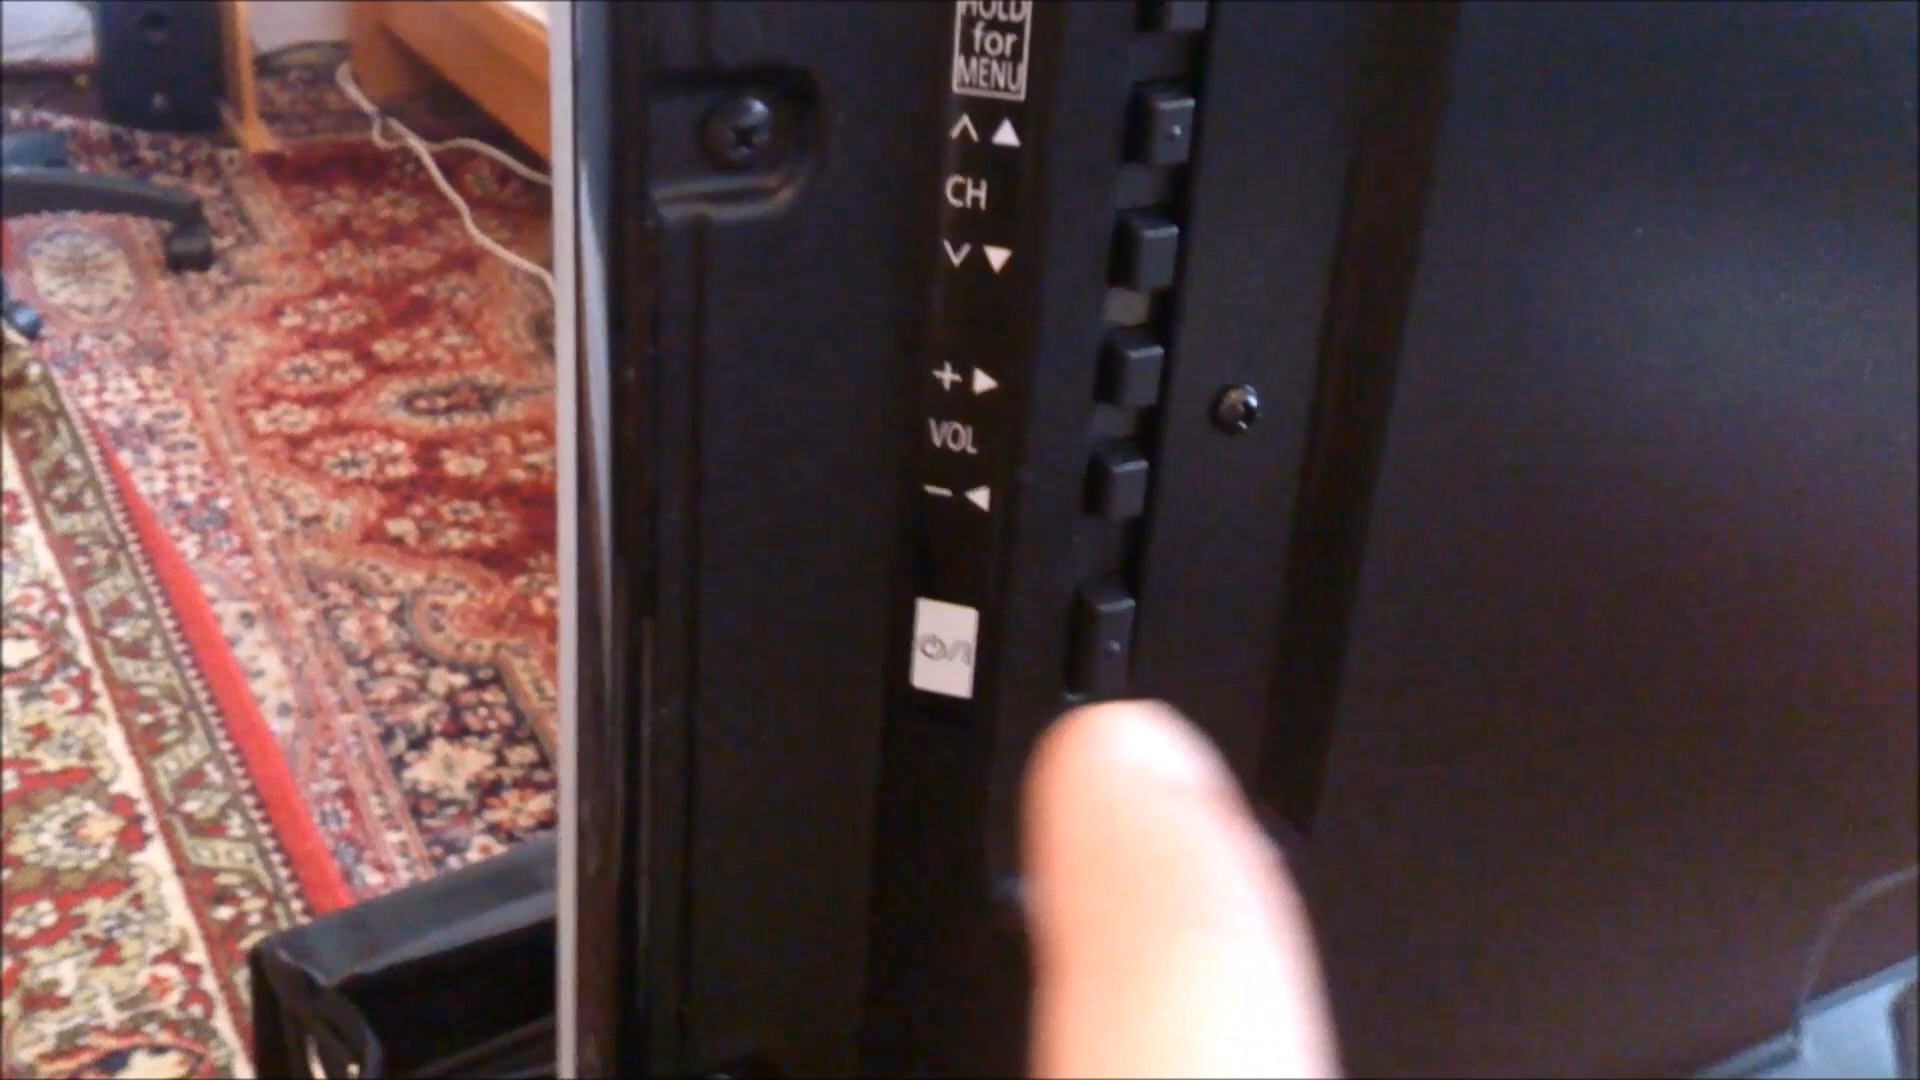 HOLD
for
MENU
∧ ▲
CH
∨ ▼
+ ▶
VOL
− ◀
⏻/I